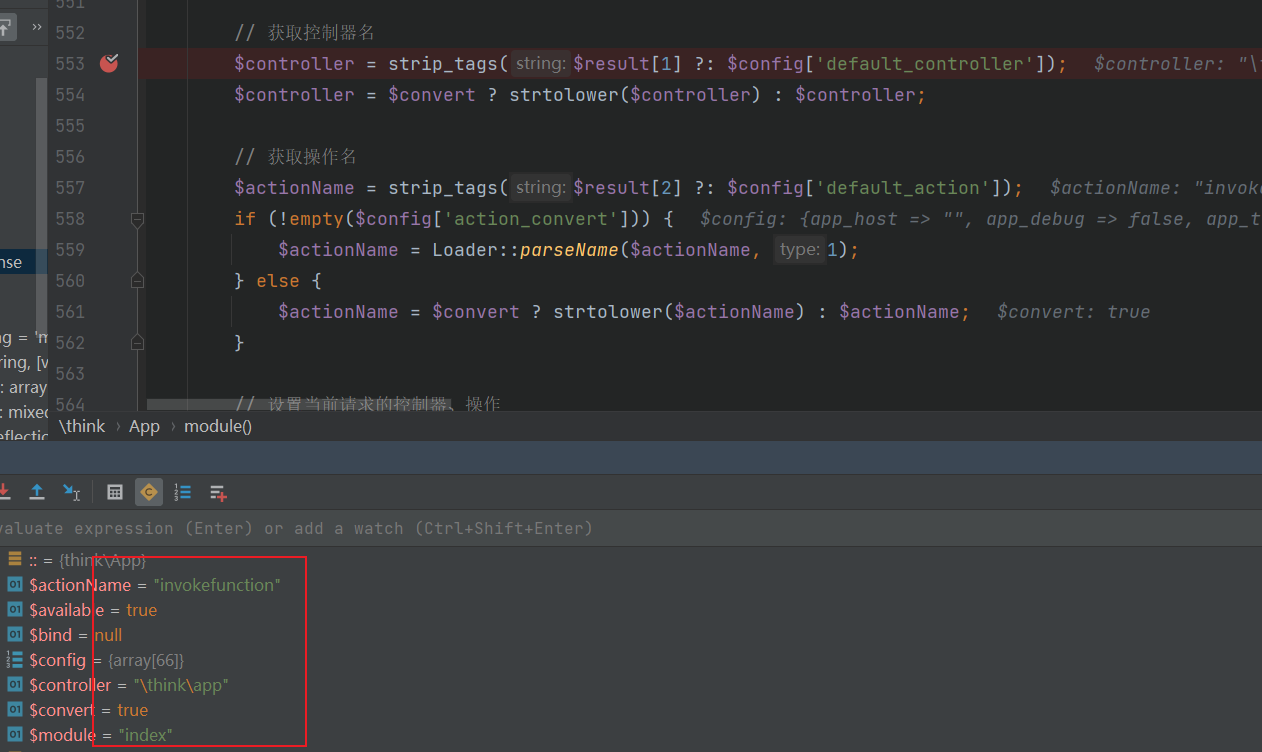 551
552 // 获取控制器名
553 $controller = strip_tags( string: $result[1] ?: $config['default_controller']); $controller: "\
554 $controller = $convert ? strtolower($controller) : $controller;
555
556 // 获取操作名
557 $actionName = strip_tags( string: $result[2] ?: $config['default_action']); $actionName: "invoke
558 if (!empty($config['action_convert'])) { $config: {app_host => "", app_debug => false, app_t
559 $actionName = Loader::parseName($actionName, type: 1);
560 } else {
561 $actionName = $convert ? strtolower($actionName) : $actionName; $convert: true
562 }
563
564 // 设置当前请求的控制器、操作
nse
ng = 'm
ring, [v
: array
: mixed
eflectio
\think › App › module()
valuate expression (Enter) or add a watch (Ctrl+Shift+Enter)
:: = {think\App}
$actionName = "invokefunction"
$available = true
$bind = null
$config = {array[66]}
$controller = "\think\app"
$convert = true
$module = "index"